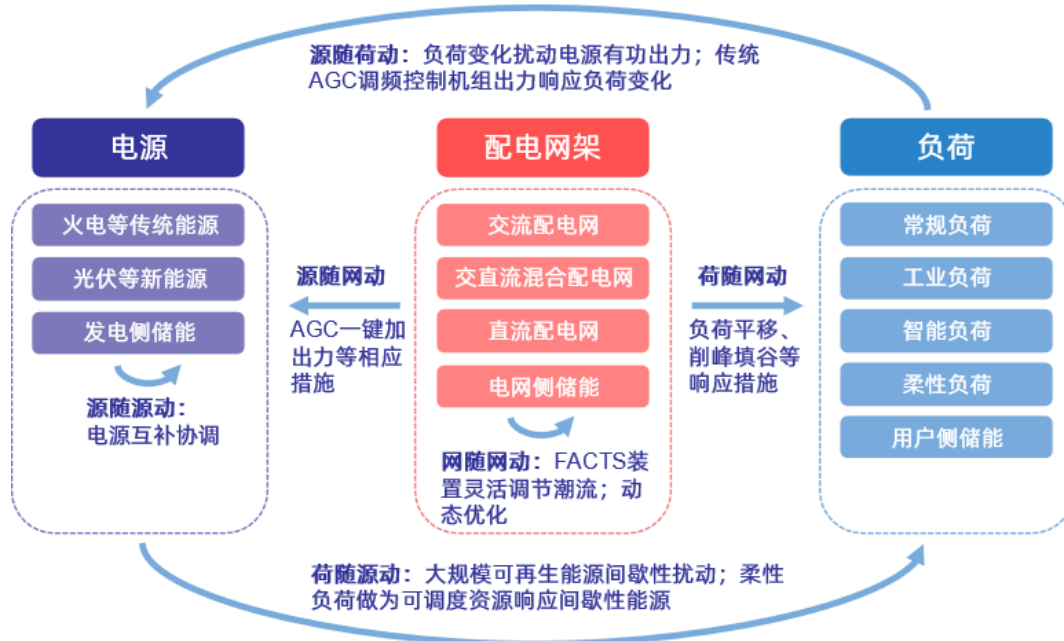 源随荷动：负荷变化扰动电源有功出力；传统
AGC调频控制机组出力响应负荷变化
电源
火电等传统能源
光伏等新能源
发电侧储能
源随源动：
电源互补协调
源随网动
AGC一键加
出力等相应
措施
配电网架
交流配电网
交直流混合配电网
直流配电网
电网侧储能
网随网动：FACTS装
置灵活调节潮流；动
态优化
荷随网动
负荷平移、
削峰填谷等
响应措施
负荷
常规负荷
工业负荷
智能负荷
柔性负荷
用户侧储能
荷随源动：大规模可再生能源间歇性扰动；柔性
负荷做为可调度资源响应间歇性能源